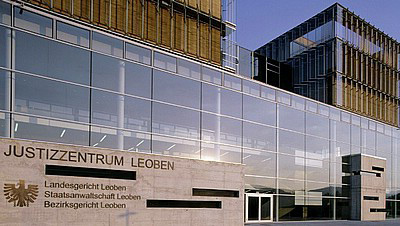 JUSTIZZENTRUM LEOBEN
Landesgericht Leoben
Staatsanwaltschaft Leoben
Bezirksgericht Leoben